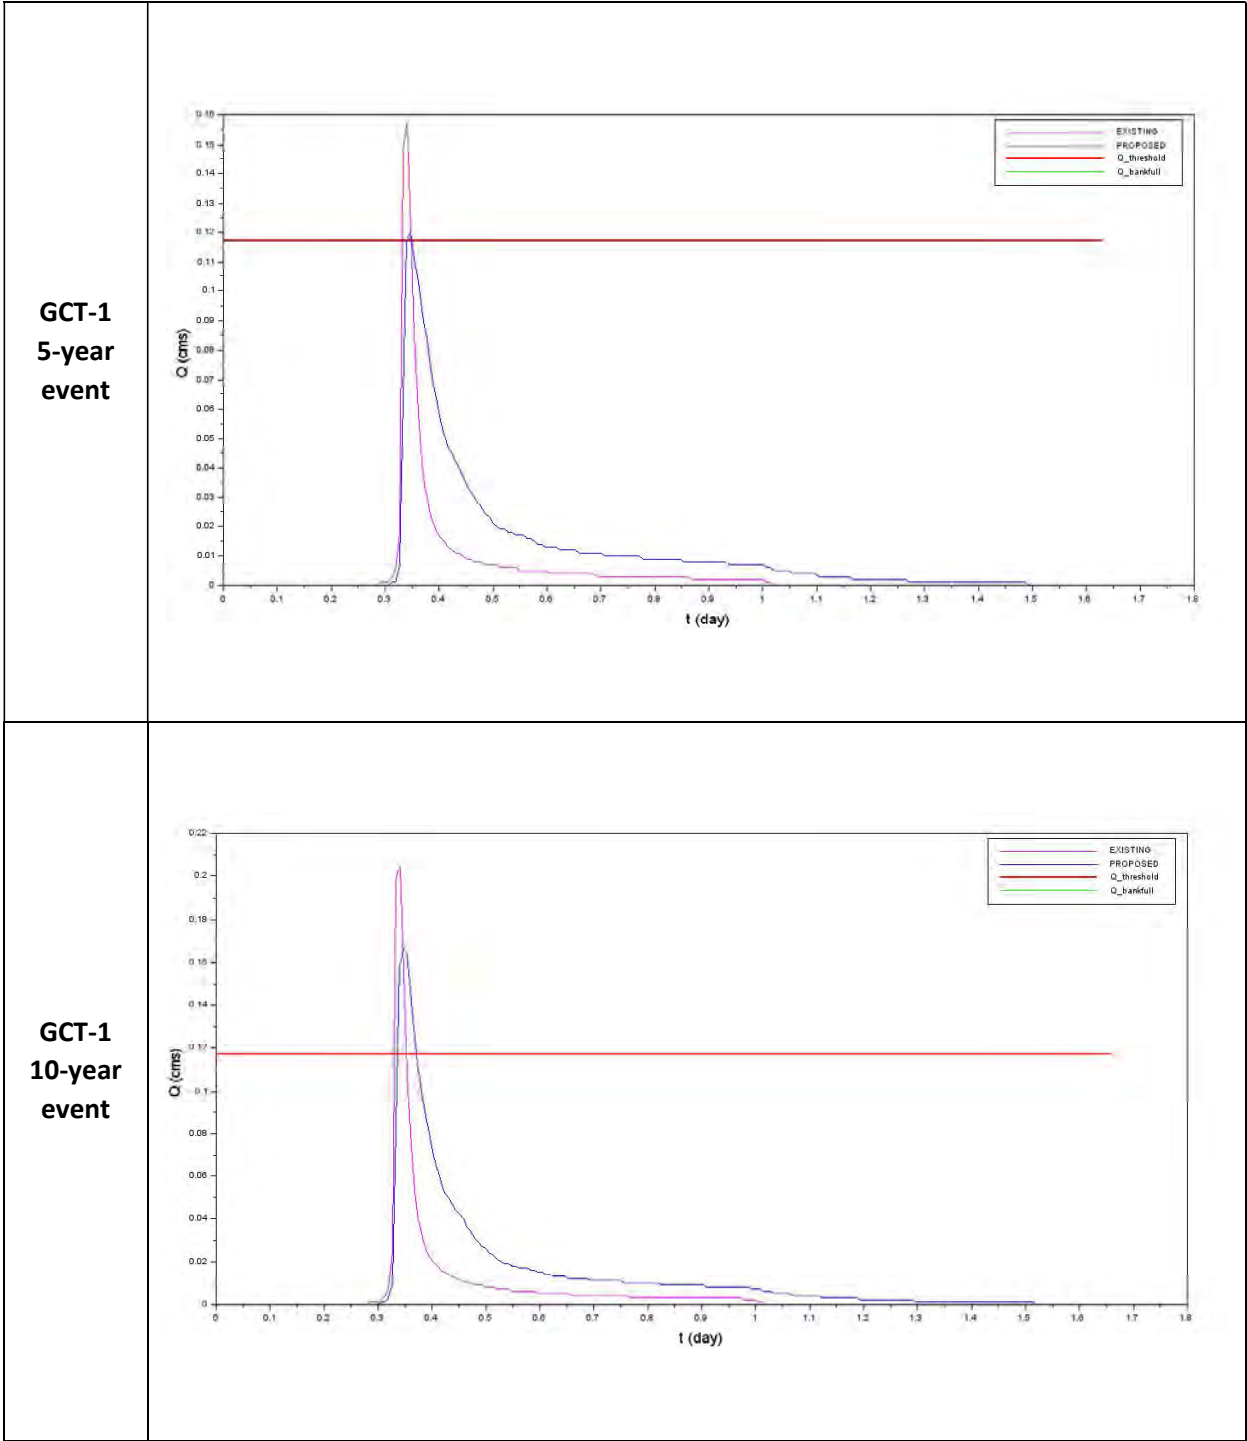 GCT-1
5-year
event
0.16
0.15
0.14
0.13
0.12
0.11
0.1
0.09
0.08
0.07
0.06
0.05
0.04
0.03
0.02
0.01
0
Q (cms)
EXISTING
PROPOSED
Q_threshold
Q_bankfull
0 0.1 0.2 0.3 0.4 0.5 0.6 0.7 0.8 0.9 1 1.1 1.2 1.3 1.4 1.5 1.6 1.7 1.8
t (day)
GCT-1
10-year
event
0.22
0.2
0.18
0.16
0.14
0.12
0.1
0.08
0.06
0.04
0.02
0
Q (cms)
EXISTING
PROPOSED
Q_threshold
Q_bankfull
0 0.1 0.2 0.3 0.4 0.5 0.6 0.7 0.8 0.9 1 1.1 1.2 1.3 1.4 1.5 1.6 1.7 1.8
t (day)